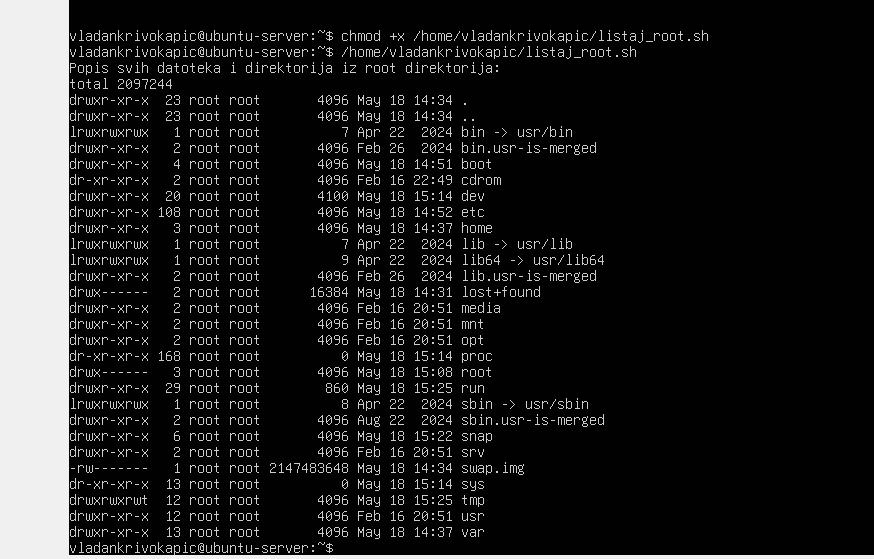 vladankrivokapic@ubuntu-server:~$ chmod +x /home/vladankrivokapic/listaj_root.sh
vladankrivokapic@ubuntu-server:~$ /home/vladankrivokapic/listaj_root.sh
Popis svih datoteka i direktorija iz root direktorija:
total 2097244
drwxr-xr-x  23 root root       4096 May 18 14:34 .
drwxr-xr-x  23 root root       4096 May 18 14:34 ..
lrwxrwxrwx   1 root root          7 Apr 22  2024 bin -> usr/bin
drwxr-xr-x   2 root root       4096 Feb 26  2024 bin.usr-is-merged
drwxr-xr-x   4 root root       4096 May 18 14:51 boot
dr-xr-xr-x   2 root root       4096 Feb 16 22:49 cdrom
drwxr-xr-x  20 root root       4100 May 18 15:14 dev
drwxr-xr-x 108 root root       4096 May 18 14:52 etc
drwxr-xr-x   3 root root       4096 May 18 14:37 home
lrwxrwxrwx   1 root root          7 Apr 22  2024 lib -> usr/lib
lrwxrwxrwx   1 root root          9 Apr 22  2024 lib64 -> usr/lib64
drwxr-xr-x   2 root root       4096 Feb 26  2024 lib.usr-is-merged
drwx------   2 root root      16384 May 18 14:31 lost+found
drwxr-xr-x   2 root root       4096 Feb 16 20:51 media
drwxr-xr-x   2 root root       4096 Feb 16 20:51 mnt
drwxr-xr-x   2 root root       4096 Feb 16 20:51 opt
dr-xr-xr-x 168 root root          0 May 18 15:14 proc
drwx------   3 root root       4096 May 18 15:08 root
drwxr-xr-x  29 root root        860 May 18 15:25 run
lrwxrwxrwx   1 root root          8 Apr 22  2024 sbin -> usr/sbin
drwxr-xr-x   2 root root       4096 Aug 22  2024 sbin.usr-is-merged
drwxr-xr-x   6 root root       4096 May 18 15:22 snap
drwxr-xr-x   2 root root       4096 Feb 16 20:51 srv
-rw-------   1 root root 2147483648 May 18 14:34 swap.img
dr-xr-xr-x  13 root root          0 May 18 15:14 sys
drwxrwxrwt  12 root root       4096 May 18 15:25 tmp
drwxr-xr-x  12 root root       4096 Feb 16 20:51 usr
drwxr-xr-x  13 root root       4096 May 18 14:37 var
vladankrivokapic@ubuntu-server:~$